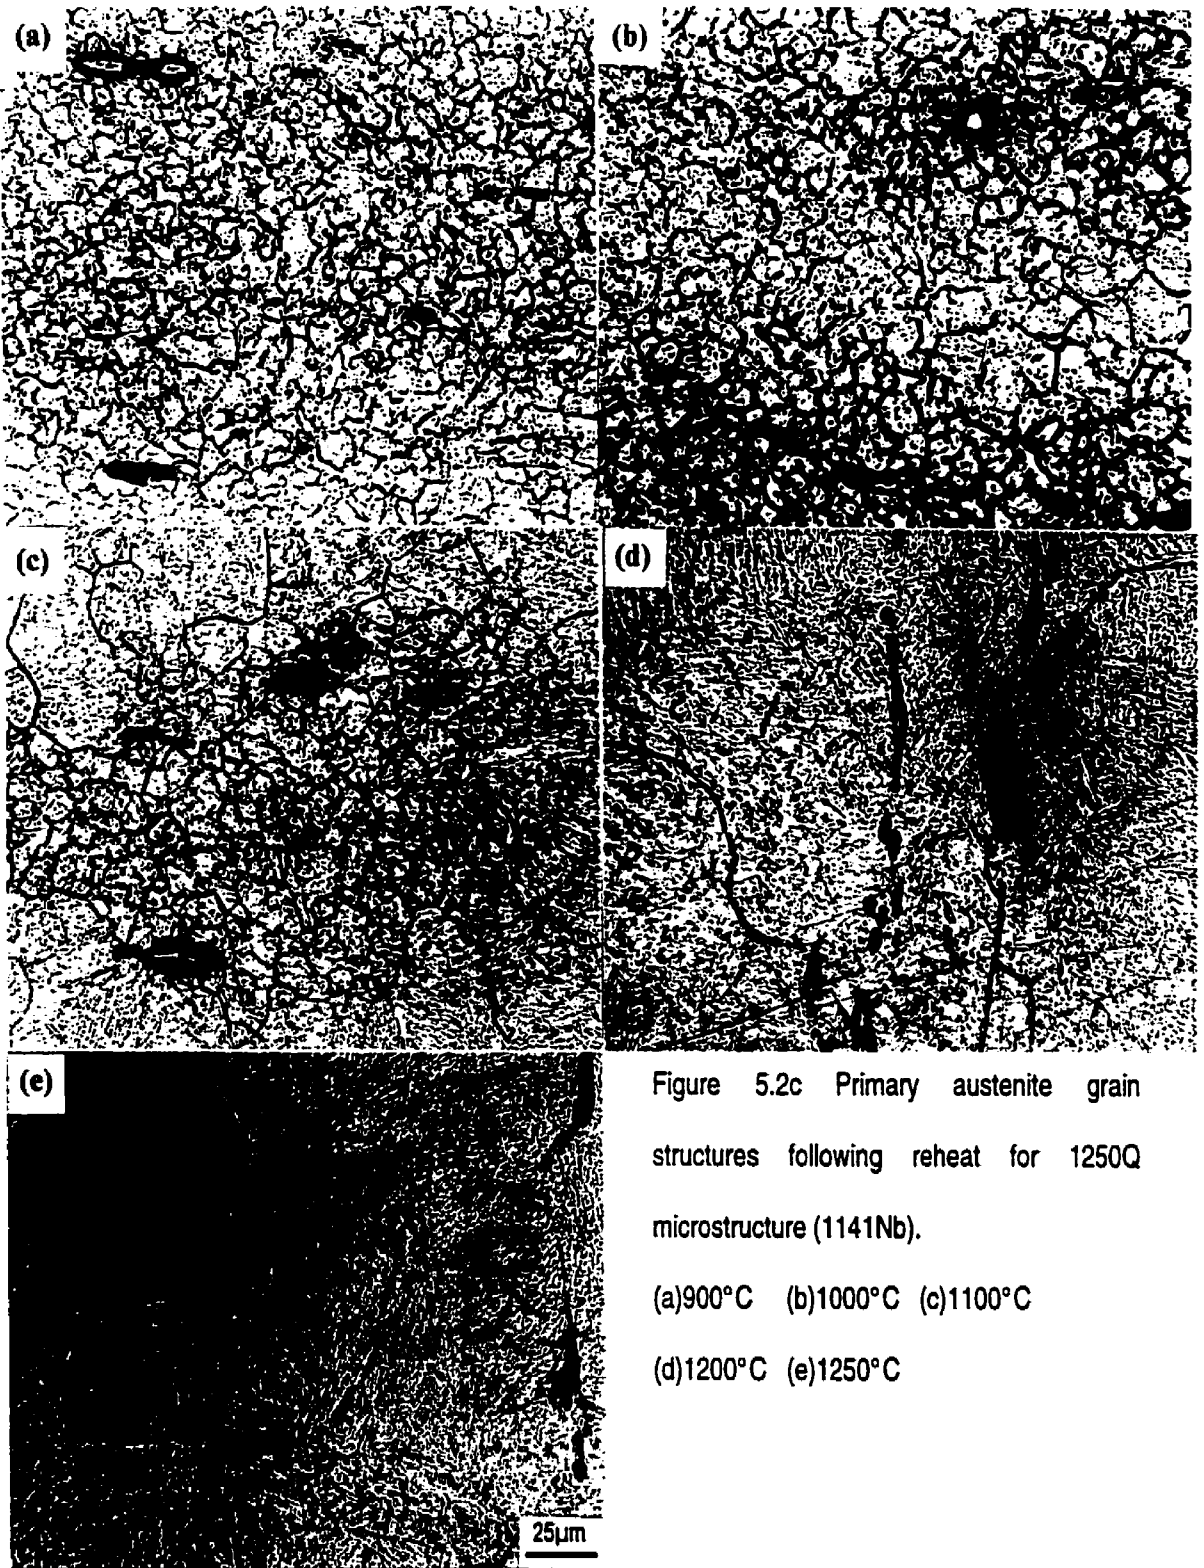 (a)
(b)
(c)
(d)
(e)
Figure 5.2c Primary austenite grain
structures following reheat for 1250Q
microstructure (1141Nb).
(a)900°C (b)1000°C (c)1100°C
(d)1200°C (e)1250°C
25µm